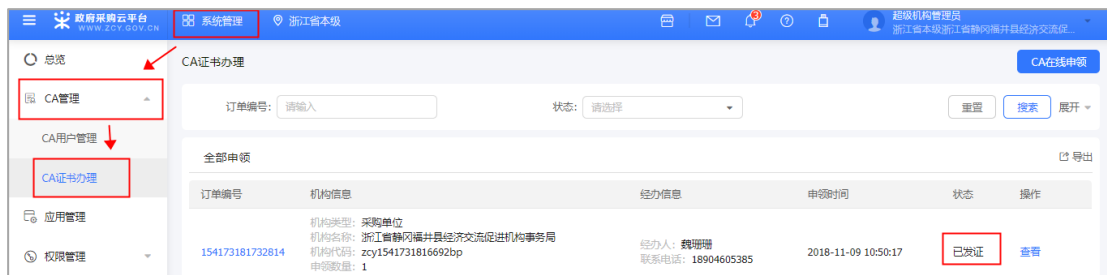 政府采购云平台
WWW.ZCY.GOV.CN
系统管理
浙江省本级
3
超级机构管理员
浙江省本级浙江省静冈福井县经济交流促...
总览
CA管理
CA用户管理
CA证书办理
应用管理
权限管理
CA证书办理
CA在线申领
订单编号: 请输入
状态: 请选择
重置
搜索
展开
全部申领
导出
订单编号 机构信息 经办信息 申领时间 状态 操作
154173181732814
机构类型: 采购单位
机构名称: 浙江省静冈福井县经济交流促进机构事务局
机构代码: zcy1541731816692bp
申领数量: 1
经办人: 魏珊珊
联系电话: 18904605385
2018-11-09 10:50:17
已发证
查看